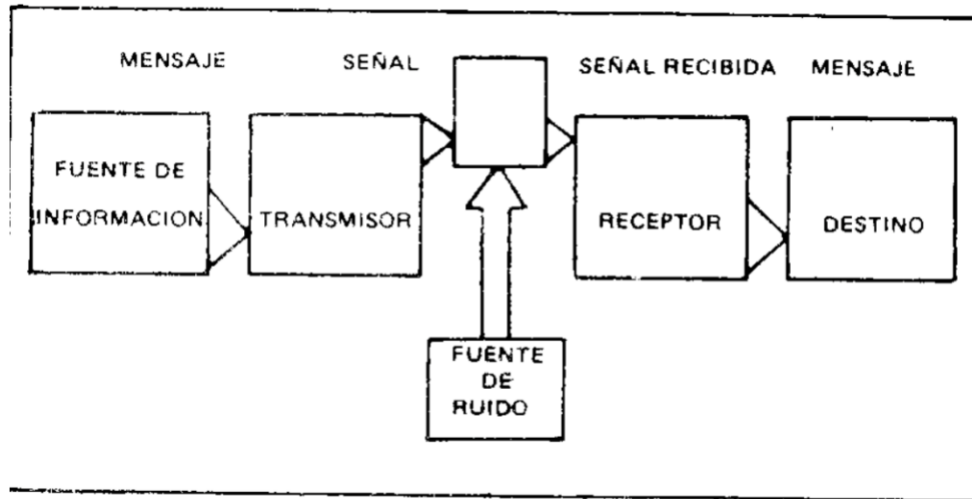 MENSAJE
SEÑAL
SEÑAL RECIBIDA
MENSAJE
FUENTE DE
INFORMACION
TRANSMISOR
RECEPTOR
DESTINO
FUENTE
DE
RUIDO